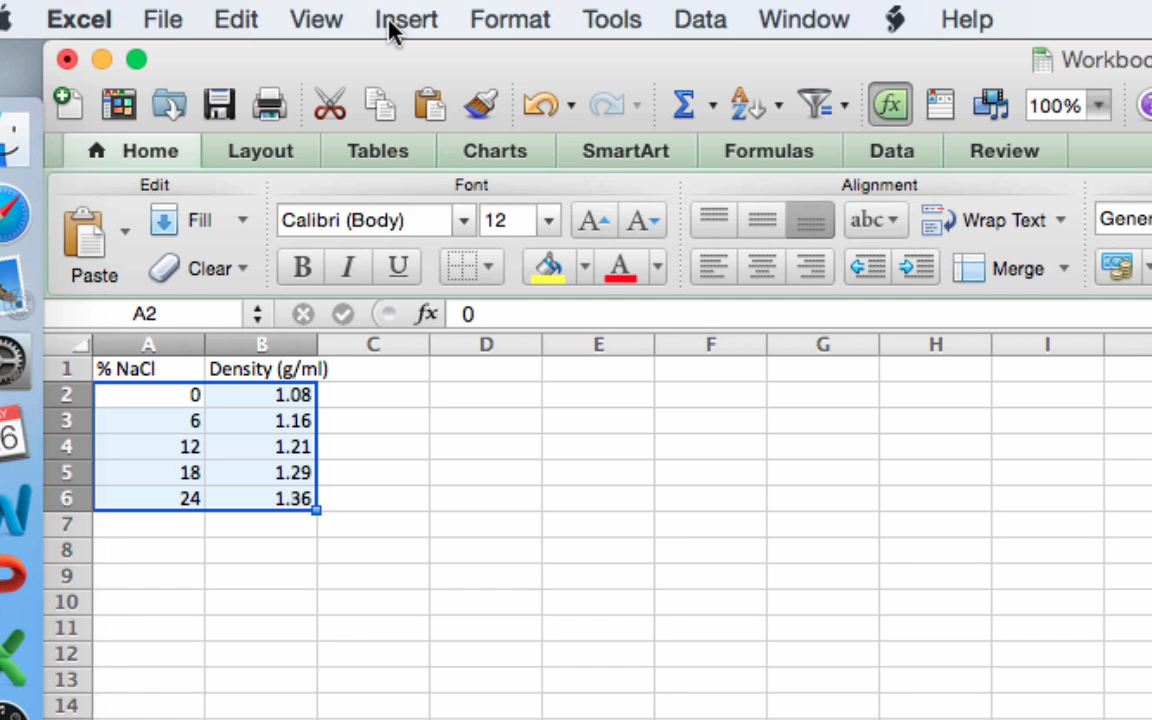 Excel File Edit View Insert Format Tools Data Window Help
100%
Home Layout Tables Charts SmartArt Formulas Data Review
Edit Font Alignment
Paste Fill Calibri (Body) 12 A A abc Wrap Text
Clear B I U A Merge
A2 fx 0
A B C D E F G H I
1 % NaCl Density (g/ml)
2 0 1.08
3 6 1.16
4 12 1.21
5 18 1.29
6 24 1.36
7
8
9
10
11
12
13
14